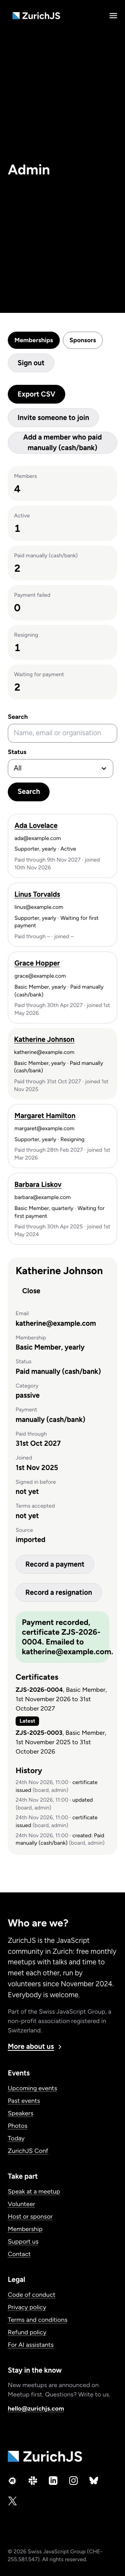 ZurichJS
Admin
Memberships
Sponsors
Sign out
Export CSV
Invite someone to join
Add a member who paid
manually (cash/bank)
Members
4
Active
1
Paid manually (cash/bank)
2
Payment failed
0
Resigning
1
Waiting for payment
2
Search
Name, email or organisation
Status
All
Search
Ada Lovelace
ada@example.com
Supporter, yearly · Active
Paid through 9th Nov 2027 · joined
10th Nov 2026
Linus Torvalds
linus@example.com
Supporter, yearly · Waiting for first
payment
Paid through – · joined –
Grace Hopper
grace@example.com
Basic Member, yearly · Paid manually
(cash/bank)
Paid through 30th Apr 2027 · joined 1st
May 2026
Katherine Johnson
katherine@example.com
Basic Member, yearly · Paid manually
(cash/bank)
Paid through 31st Oct 2027 · joined 1st
Nov 2025
Margaret Hamilton
margaret@example.com
Supporter, yearly · Resigning
Paid through 28th Feb 2027 · joined 1st
Mar 2026
Barbara Liskov
barbara@example.com
Basic Member, quarterly · Waiting for
first payment
Paid through 30th Apr 2025 · joined 1st
May 2024
Katherine Johnson
Close
Email
katherine@example.com
Membership
Basic Member, yearly
Status
Paid manually (cash/bank)
Category
passive
Payment
manually (cash/bank)
Paid through
31st Oct 2027
Joined
1st Nov 2025
Signed in before
not yet
Terms accepted
not yet
Source
imported
Record a payment
Record a resignation
Payment recorded,
certificate ZJS-2026-
0004. Emailed to
katherine@example.com.
Certificates
ZJS-2026-0004, Basic Member,
1st November 2026 to 31st
October 2027
Latest
ZJS-2025-0003, Basic Member,
1st November 2025 to 31st
October 2026
History
24th Nov 2026, 11:00 · certificate
issued (board, admin)
24th Nov 2026, 11:00 · updated
(board, admin)
24th Nov 2026, 11:00 · certificate
issued (board, admin)
24th Nov 2026, 11:00 · created: Paid
manually (cash/bank) (board, admin)
Who are we?
ZurichJS is the JavaScript
community in Zurich: free monthly
meetups with talks and time to
meet each other, run by
volunteers since November 2024.
Everybody is welcome.
Part of the Swiss JavaScript Group, a
non-profit association registered in
Switzerland.
More about us
Events
Upcoming events
Past events
Speakers
Photos
Today
ZurichJS Conf
Take part
Speak at a meetup
Volunteer
Host or sponsor
Membership
Support us
Contact
Legal
Code of conduct
Privacy policy
Terms and conditions
Refund policy
For AI assistants
Stay in the know
New meetups are announced on
Meetup first. Questions? Write to us.
hello@zurichjs.com
ZurichJS
© 2026 Swiss JavaScript Group (CHE-
255.581.547). All rights reserved.